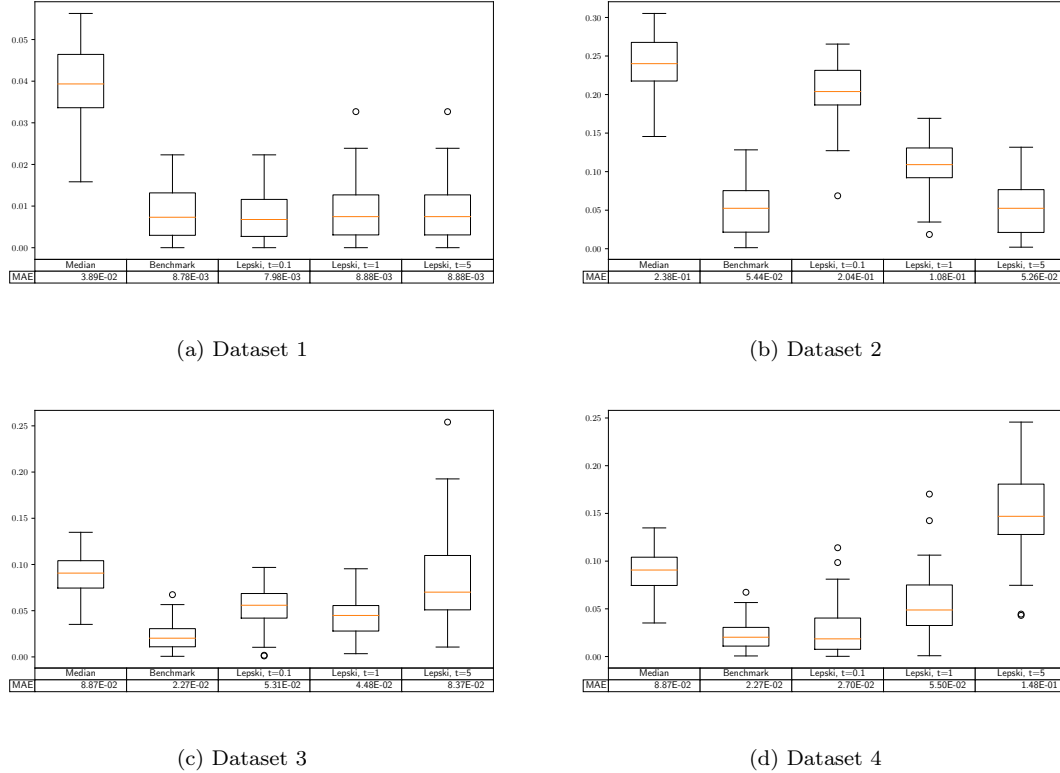 0.05
0.04
0.03
0.02
0.01
0.00
Median Benchmark Lepski, t=0.1 Lepski, t=1 Lepski, t=5
MAE 3.89E-02 8.78E-03 7.98E-03 8.88E-03 8.88E-03
(a) Dataset 1
0.30
0.25
0.20
0.15
0.10
0.05
0.00
Median Benchmark Lepski, t=0.1 Lepski, t=1 Lepski, t=5
MAE 2.38E-01 5.44E-02 2.04E-01 1.08E-01 5.26E-02
(b) Dataset 2
0.25
0.20
0.15
0.10
0.05
0.00
Median Benchmark Lepski, t=0.1 Lepski, t=1 Lepski, t=5
MAE 8.87E-02 2.27E-02 5.31E-02 4.48E-02 8.37E-02
(c) Dataset 3
0.25
0.20
0.15
0.10
0.05
0.00
Median Benchmark Lepski, t=0.1 Lepski, t=1 Lepski, t=5
MAE 8.87E-02 2.27E-02 2.70E-02 5.50E-02 1.48E-01
(d) Dataset 4